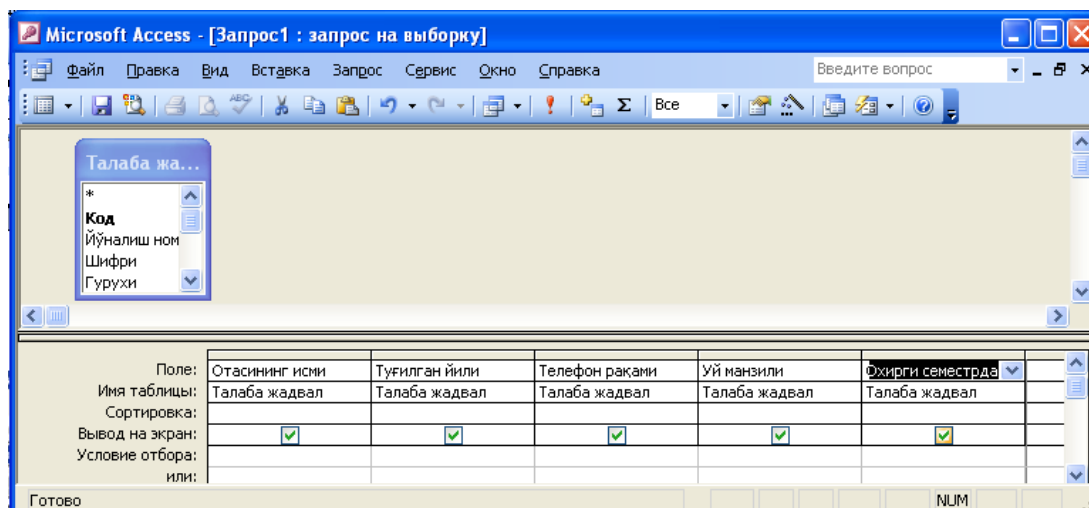 Microsoft Access - [Запрос1 : запрос на выборку]
Файл Правка Вид Вставка Запрос Сервис Окно Справка Введите вопрос
ABC Σ Все
Талаба жа...
*
Код
Йўналиш ном
Шифри
Гурухи
Поле: Отасининг исми Туғилган йили Телефон рақами Уй манзили Охирги семестрда
Имя таблицы: Талаба жадвал Талаба жадвал Талаба жадвал Талаба жадвал Талаба жадвал
Сортировка:
Вывод на экран:
Условие отбора:
или:
Готово NUM